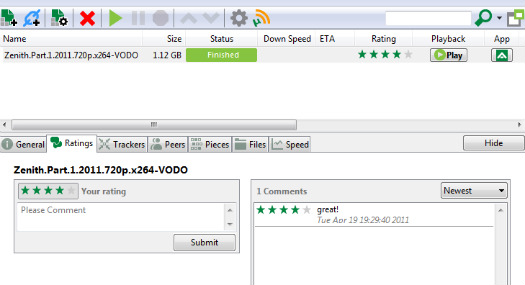 Name Size Status Down Speed ETA Rating Playback App
Zenith.Part.1.2011.720p.x264-VODO 1.12 GB Finished Play
General Ratings Trackers Peers Pieces Files Speed Hide
Zenith.Part.1.2011.720p.x264-VODO
Your rating
Please Comment
Submit
1 Comments Newest
great!
Tue Apr 19 19:29:40 2011